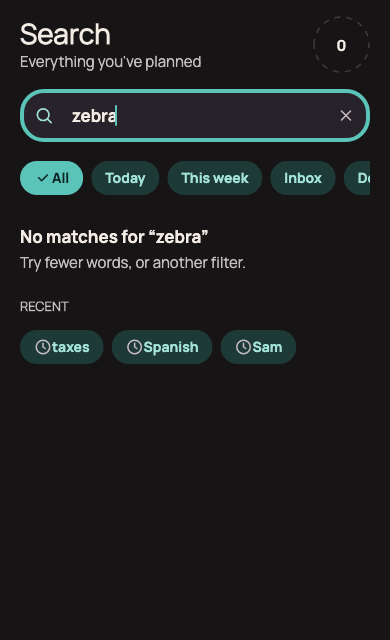 Search
0
Everything you've planned
zebra
All Today This week Inbox
No matches for “zebra”
Try fewer words, or another filter.
RECENT
taxes Spanish Sam